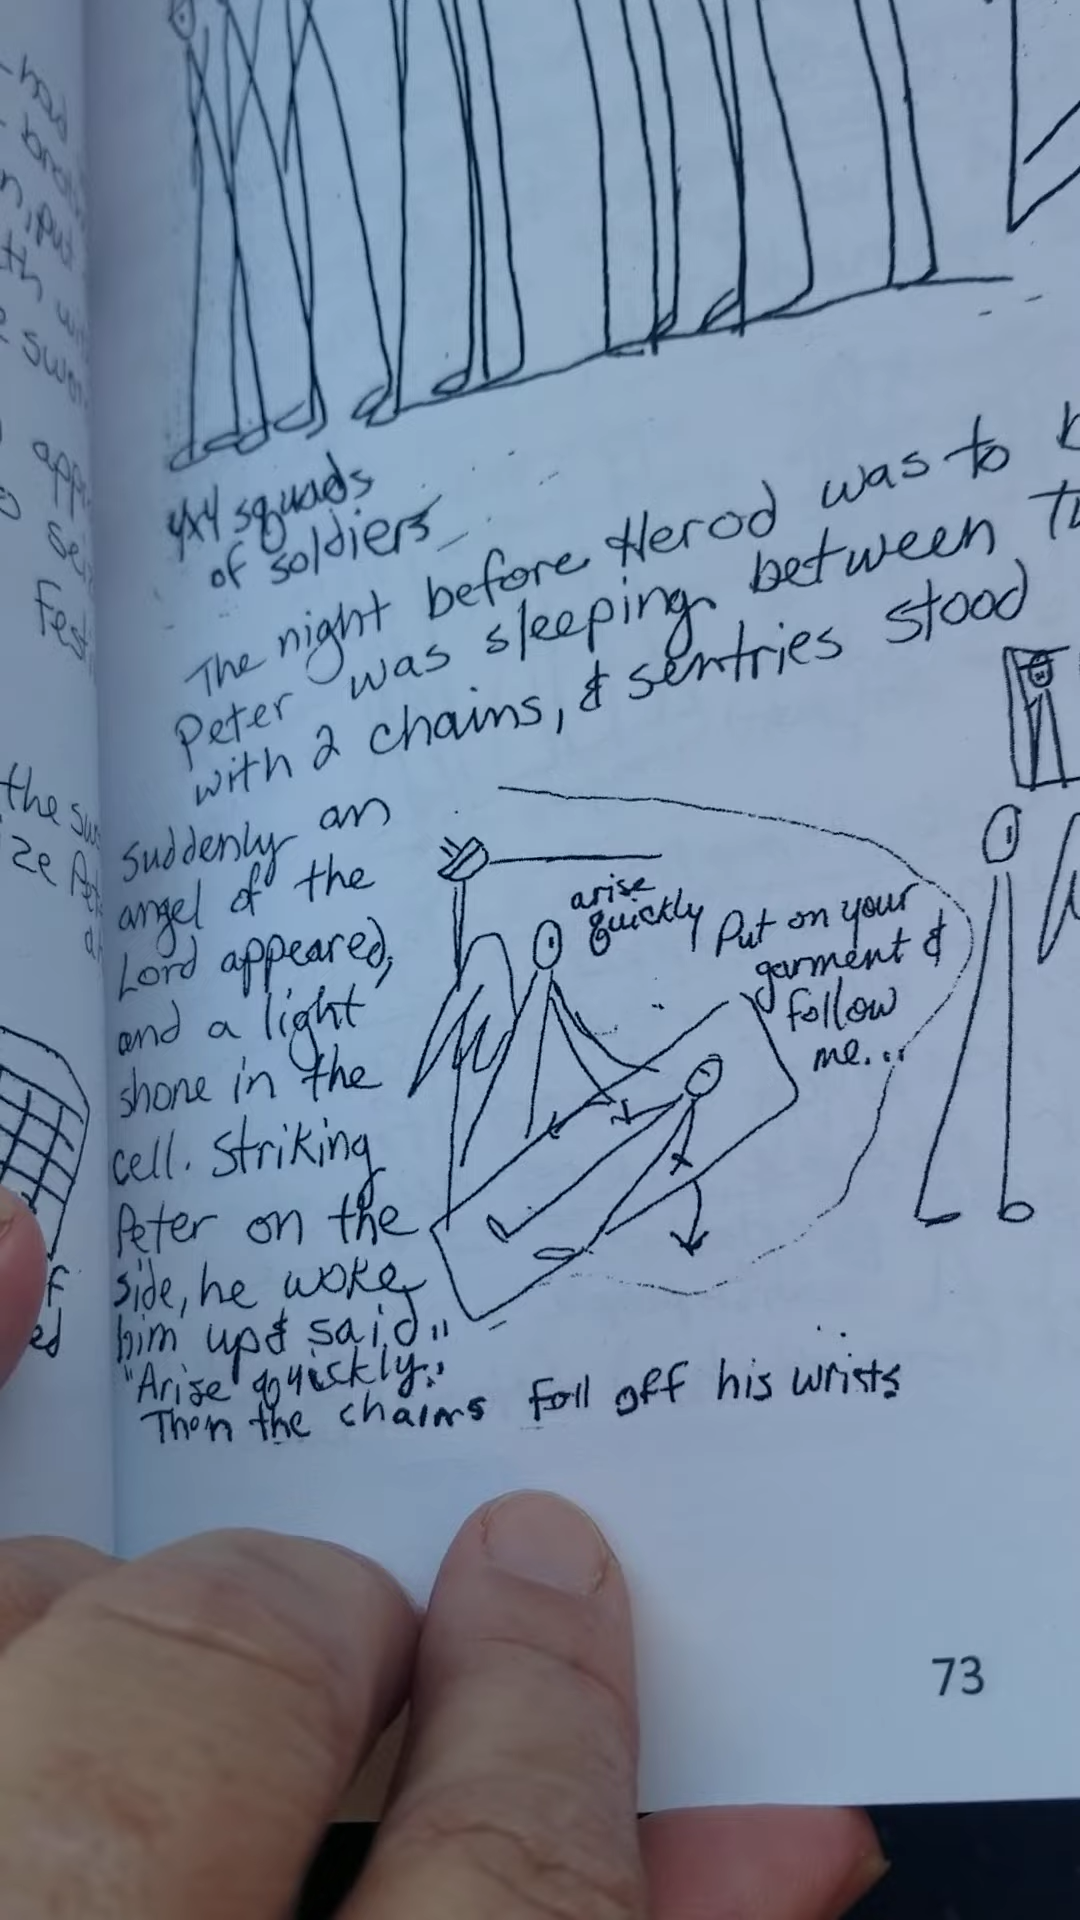 had
4x4 squads
of soldiers
The night before Herod was to
Peter was sleeping between
with 2 chains, & sentries stood
the
Suddenly an
angel of the
Lord appeared,
and a light
shone in the
cell. Striking
Peter on the
side, he woke
him up & said,,
"Arise quickly."
Then the chains fell off his wrists
arise
quickly
Put on your
garment &
follow
me...
73